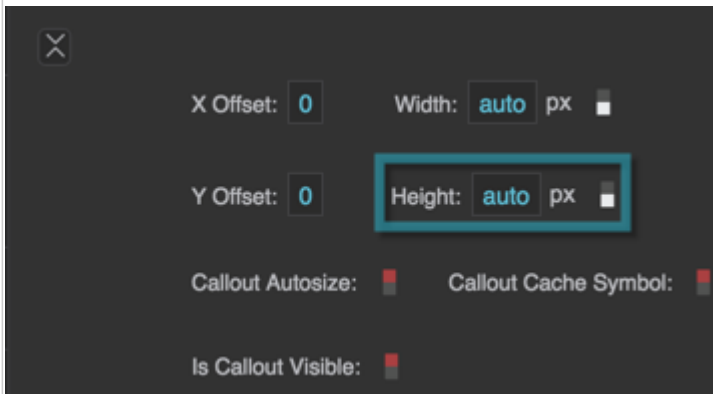 X Offset: 0 Width: auto px
Y Offset: 0 Height: auto px
Callout Autosize: Callout Cache Symbol:
Is Callout Visible: